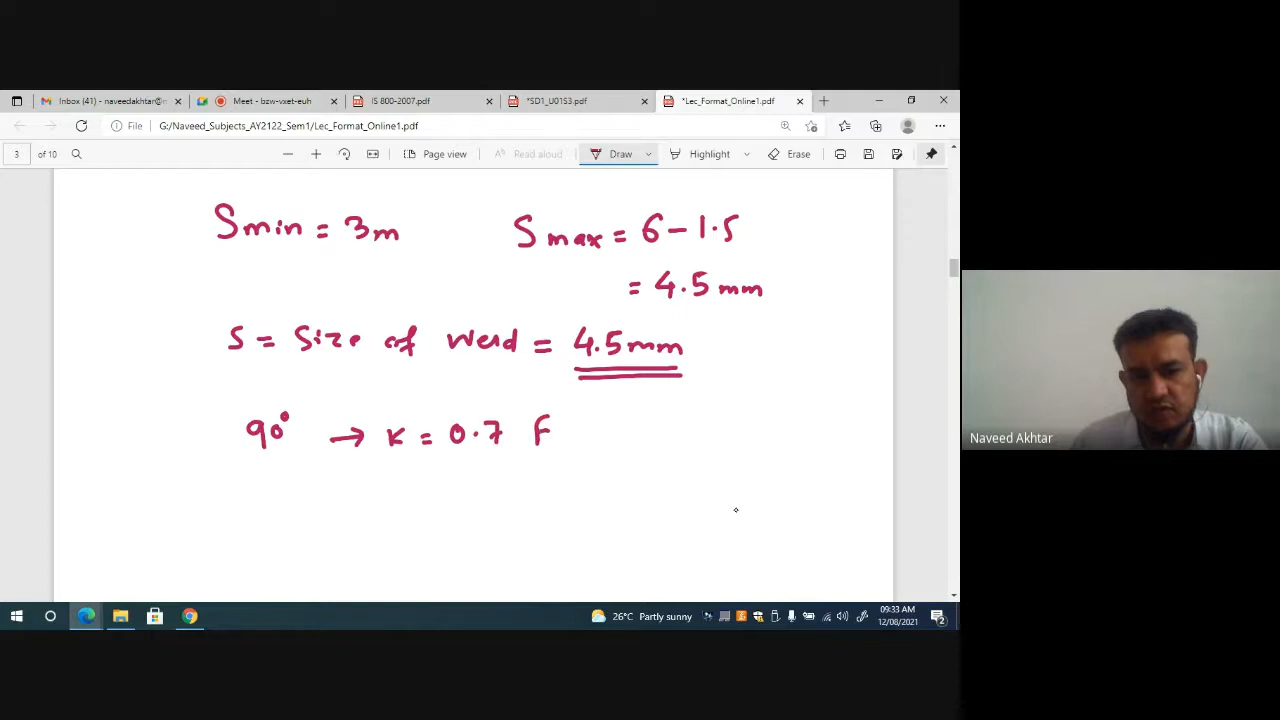 Inbox (41) - naveedakhtar@r
Meet - bzw-vxet-euh
IS 800-2007.pdf
*SD1_U01S3.pdf
*Lec_Format_Online1.pdf
File
G:/Naveed_Subjects_AY2122_Sem1/Lec_Format_Online1.pdf
3 of 10
Page view
Read aloud
Draw
Highlight
Erase
Smin = 3m
Smax = 6 - 1.5
= 4.5 mm
S = Size of Weld = 4.5mm
90° → K = 0.7 F
Naveed Akhtar
26°C Partly sunny
09:33 AM
12/08/2021
2